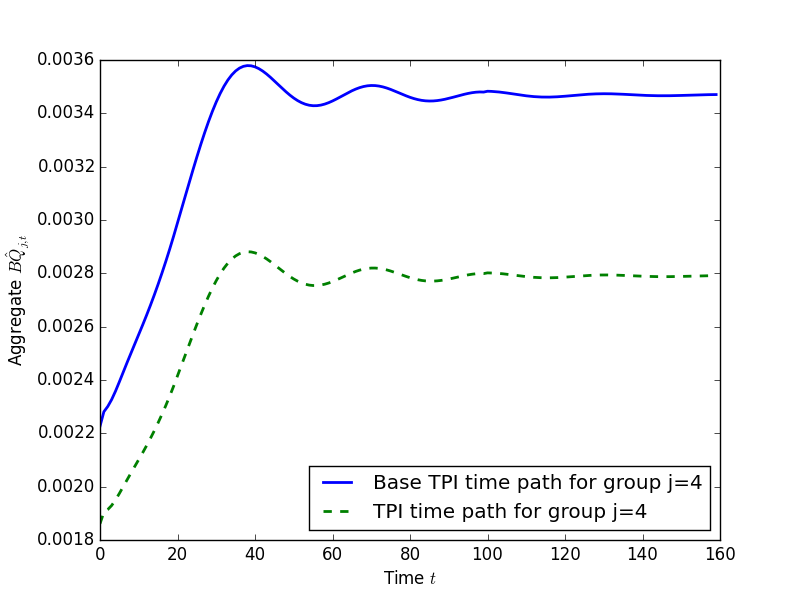 0.0036
0.0034
0.0032
0.0030
0.0028
0.0026
0.0024
0.0022
0.0020
0.0018
Aggregate $\hat{BQ}_{j,t}$
Base TPI time path for group j=4
TPI time path for group j=4
0 20 40 60 80 100 120 140 160
Time t